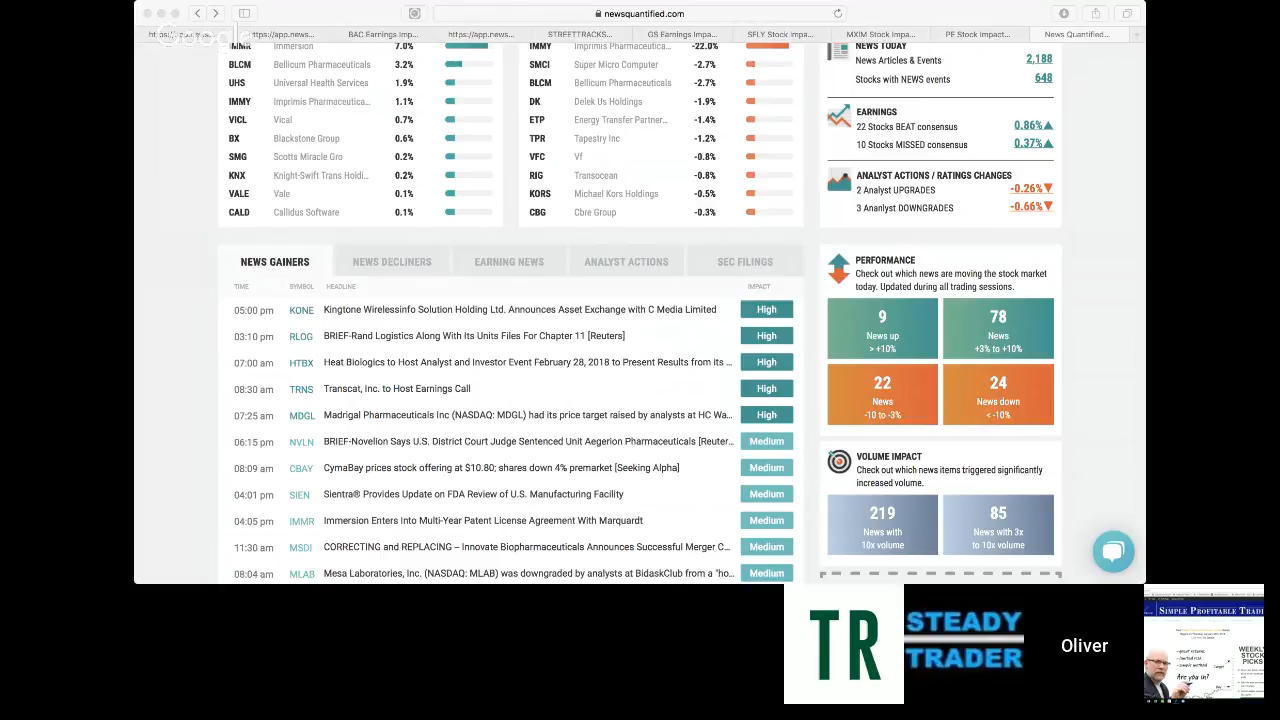 newsquantified.com
https://app.news...
BAC Earnings Imp...
https://app.news...
STREETTRACKS...
GS Earnings Impa...
SFLY Stock Impa...
MXIM Stock Impa...
PE Stock Impact...
News Quantified...
Google
IMMR Immersion 7.0%
BLCM Bellicum Pharmaceuticals 3.2%
UHS Universal Health Services 1.9%
IMMY Imprimis Pharmaceutica... 1.1%
VICL Vical 0.7%
BX Blackstone Group 0.6%
SMG Scotts Miracle Gro 0.2%
KNX Knight-Swift Trans Holdi... 0.2%
VALE Vale 0.1%
CALD Callidus Software 0.1%
IMMY Imprimis Pharmaceutica... -22.0%
SMCI Super Micro Computer -2.7%
BLCM Bellicum Pharmaceuticals -2.7%
DK Delek Us Holdings -1.9%
ETP Energy Transfer Partner... -1.4%
TPR Tapestry Inc -1.2%
VFC Vf -0.8%
RIG Transocean -0.8%
KORS Michael Kors Holdings -0.5%
CBG Cbre Group -0.3%
NEWS TODAY
News Articles & Events 2,188
Stocks with NEWS events 648
EARNINGS
22 Stocks BEAT consensus 0.86%
10 Stocks MISSED consensus 0.37%
ANALYST ACTIONS / RATINGS CHANGES
2 Analyst UPGRADES -0.26%
3 Ananlyst DOWNGRADES -0.66%
NEWS GAINERS NEWS DECLINERS EARNING NEWS ANALYST ACTIONS SEC FILINGS
TIME SYMBOL HEADLINE IMPACT
05:00 pm KONE Kingtone Wirelessinfo Solution Holding Ltd. Announces Asset Exchange with C Media Limited High
03:10 pm RLOG BRIEF-Rand Logistics Along With Its Units Files For Chapter 11 [Reuters] High
07:00 am HTBX Heat Biologics to Host Analyst and Investor Event February 28, 2018 to Present Results from its ... High
08:30 am TRNS Transcat, Inc. to Host Earnings Call High
07:25 am MDGL Madrigal Pharmaceuticals Inc (NASDAQ: MDGL) had its price target raised by analysts at HC Wa... High
06:15 pm NVLN BRIEF-Novelion Says U.S. District Court Judge Sentenced Unit Aegerion Pharmaceuticals [Reuter... Medium
08:09 am CBAY CymaBay prices stock offering at $10.80; shares down 4% premarket [Seeking Alpha] Medium
04:01 pm SIEN Sientra® Provides Update on FDA Review of U.S. Manufacturing Facility Medium
04:05 pm IMMR Immersion Enters Into Multi-Year Patent License Agreement With Marquardt Medium
11:30 am MSDI CORRECTING and REPLACING – Innovate Biopharmaceuticals Announces Successful Merger C... Medium
08:04 am MLAB Mesa Laboratories, Inc. (NASDAQ: MLAB) was downgraded by analysts at BidaskClub from a "ho... Medium
PERFORMANCE
Check out which news are moving the stock market
today. Updated during all trading sessions.
9
News up
> +10%
78
News
+3% to +10%
22
News
-10 to -3%
24
News down
< -10%
VOLUME IMPACT
Check out which news items triggered significantly
increased volume.
219
News with
10x volume
85
News with 3x
to 10x volume
TR
STEADY
TRADER
Oliver
SIMPLE PROFITABLE TRADI
WEEKLY
STOCK
PICKS
Are you in?